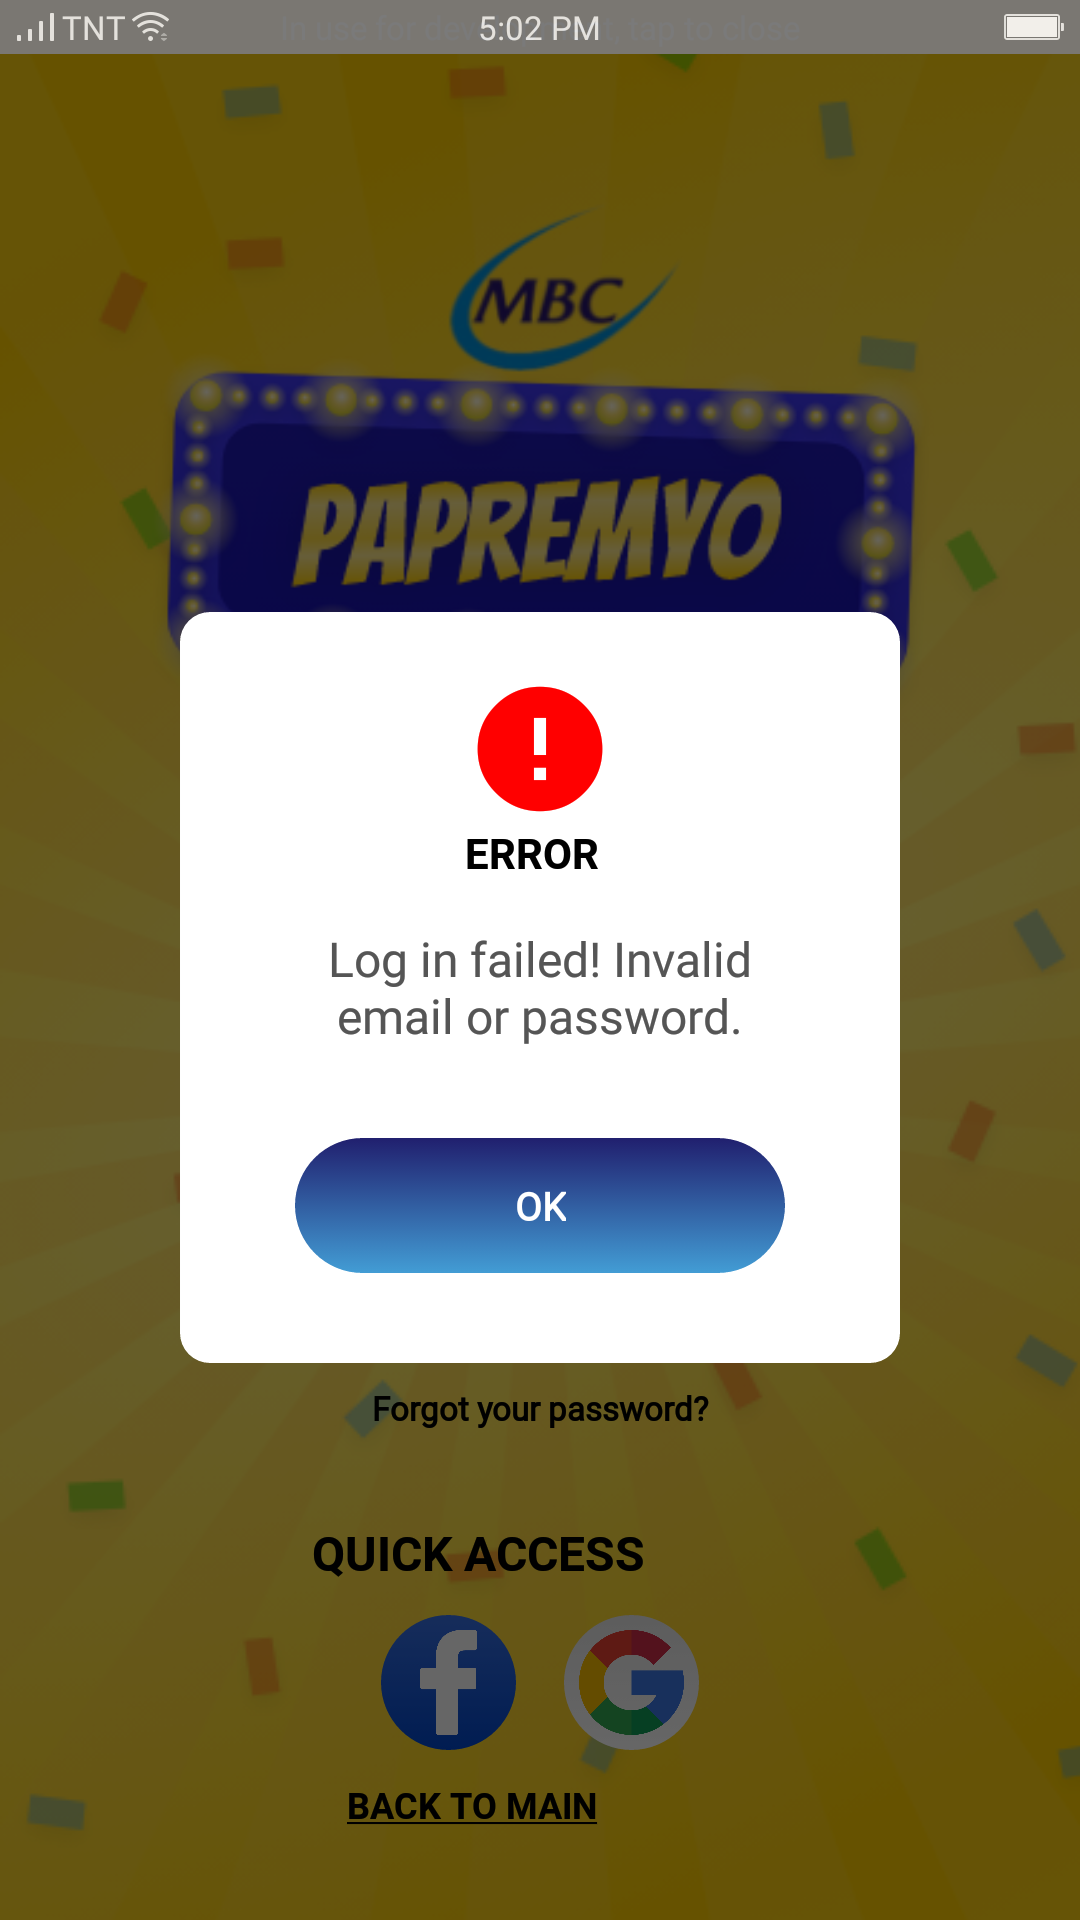 TNT
5:02 PM
MBC
PAPREMYO
!
ERROR
Log in failed! Invalid
email or password.
OK
Forgot your password?
QUICK ACCESS
BACK TO MAIN